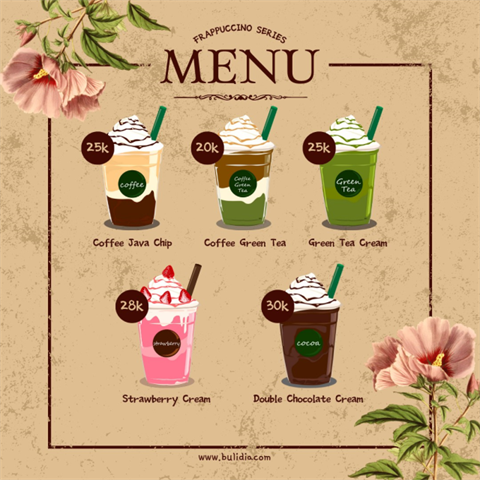 FRAPPUCCINO SERIES
MENU
25k
20k
25k
coffee
Coffee
Green
Tea
Green
Tea
Coffee Java Chip
Coffee Green Tea
Green Tea Cream
28k
30k
strawberry
cocoa
Strawberry Cream
Double Chocolate Cream
www.bulidia.com